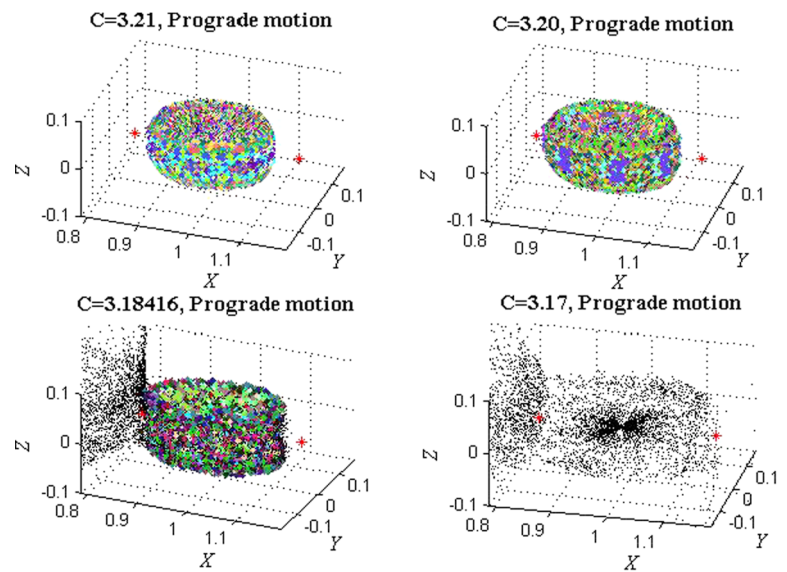 C=3.21, Prograde motion
0.1
0
-0.1
Z
0.8
0.9
1
1.1
X
0.1
0
-0.1
Y
C=3.20, Prograde motion
0.1
0
-0.1
Z
0.8
0.9
1
1.1
X
0.1
0
-0.1
Y
C=3.18416, Prograde motion
0.1
0
-0.1
Z
0.8
0.9
1
1.1
X
0.1
0
-0.1
Y
C=3.17, Prograde motion
0.1
0
-0.1
Z
0.8
0.9
1
1.1
X
0.1
0
-0.1
Y